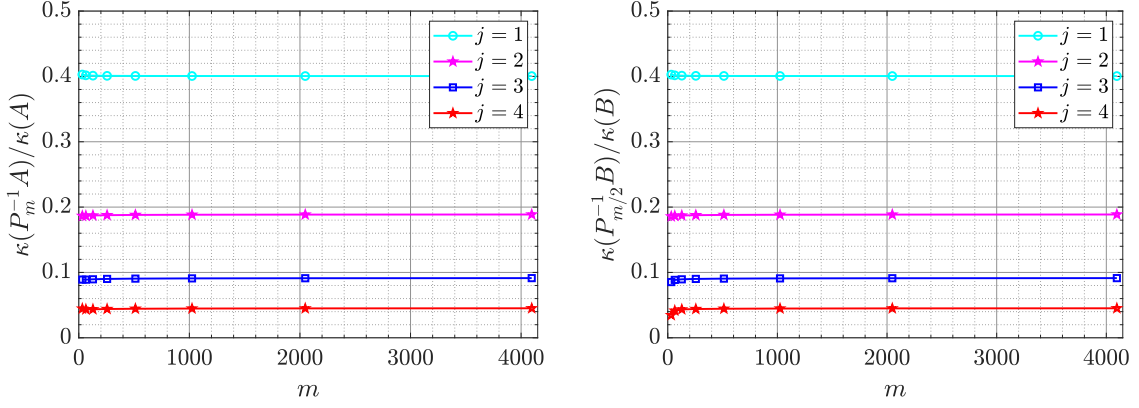 κ(P_m^{-1}A)/κ(A)
0.5
0.4
0.3
0.2
0.1
0
0 1000 2000 3000 4000
m
j = 1
j = 2
j = 3
j = 4
κ(P_{m/2}^{-1}B)/κ(B)
0.5
0.4
0.3
0.2
0.1
0
0 1000 2000 3000 4000
m
j = 1
j = 2
j = 3
j = 4